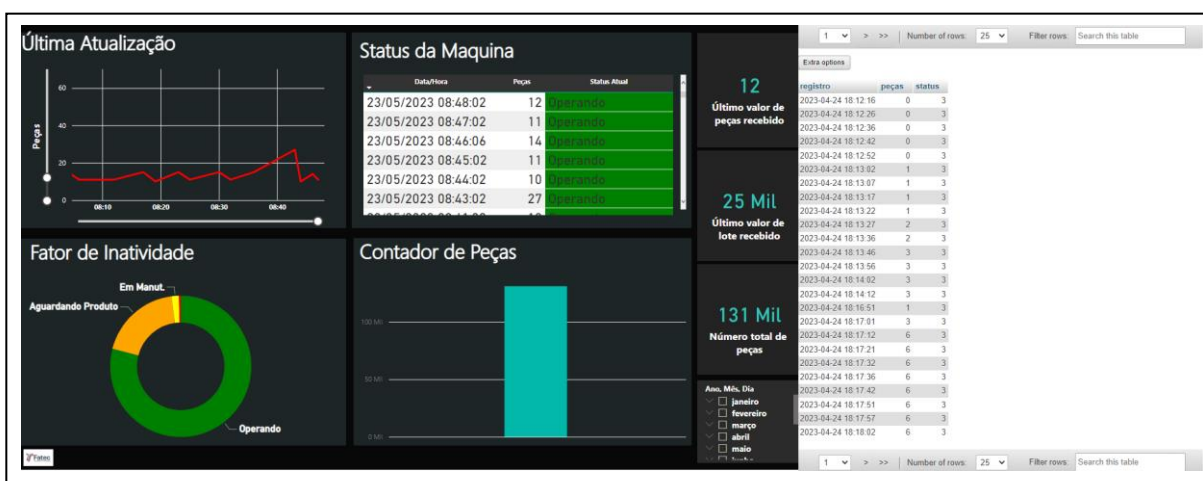 Última Atualização
Peças
60
40
20
0
08:10 08:20 08:30 08:40
Status da Maquina
Data/Hora Peças Status Atual
23/05/2023 08:48:02 12 Operando
23/05/2023 08:47:02 11 Operando
23/05/2023 08:46:06 14 Operando
23/05/2023 08:45:02 11 Operando
23/05/2023 08:44:02 10 Operando
23/05/2023 08:43:02 27 Operando
12
Último valor de
peças recebido
25 Mil
Último valor de
lote recebido
131 Mil
Número total de
peças
Fator de Inatividade
Em Manut.
Aguardando Produto
Operando
Fatec
Contador de Peças
100 Mil
50 Mil
0 Mil
Ano, Mês, Dia
janeiro
fevereiro
março
abril
maio
1 > >> Number of rows: 25 Filter rows: Search this table
Extra options
registro peças status
2023-04-24 18:12:16 0 3
2023-04-24 18:12:26 0 3
2023-04-24 18:12:36 0 3
2023-04-24 18:12:42 0 3
2023-04-24 18:12:52 0 3
2023-04-24 18:13:02 1 3
2023-04-24 18:13:07 1 3
2023-04-24 18:13:17 1 3
2023-04-24 18:13:22 1 3
2023-04-24 18:13:27 2 3
2023-04-24 18:13:36 2 3
2023-04-24 18:13:46 3 3
2023-04-24 18:13:56 3 3
2023-04-24 18:14:02 3 3
2023-04-24 18:14:12 3 3
2023-04-24 18:16:51 1 3
2023-04-24 18:17:01 3 3
2023-04-24 18:17:12 6 3
2023-04-24 18:17:21 6 3
2023-04-24 18:17:32 6 3
2023-04-24 18:17:36 6 3
2023-04-24 18:17:42 6 3
2023-04-24 18:17:51 6 3
2023-04-24 18:17:57 6 3
2023-04-24 18:18:02 6 3
1 > >> Number of rows: 25 Filter rows: Search this table